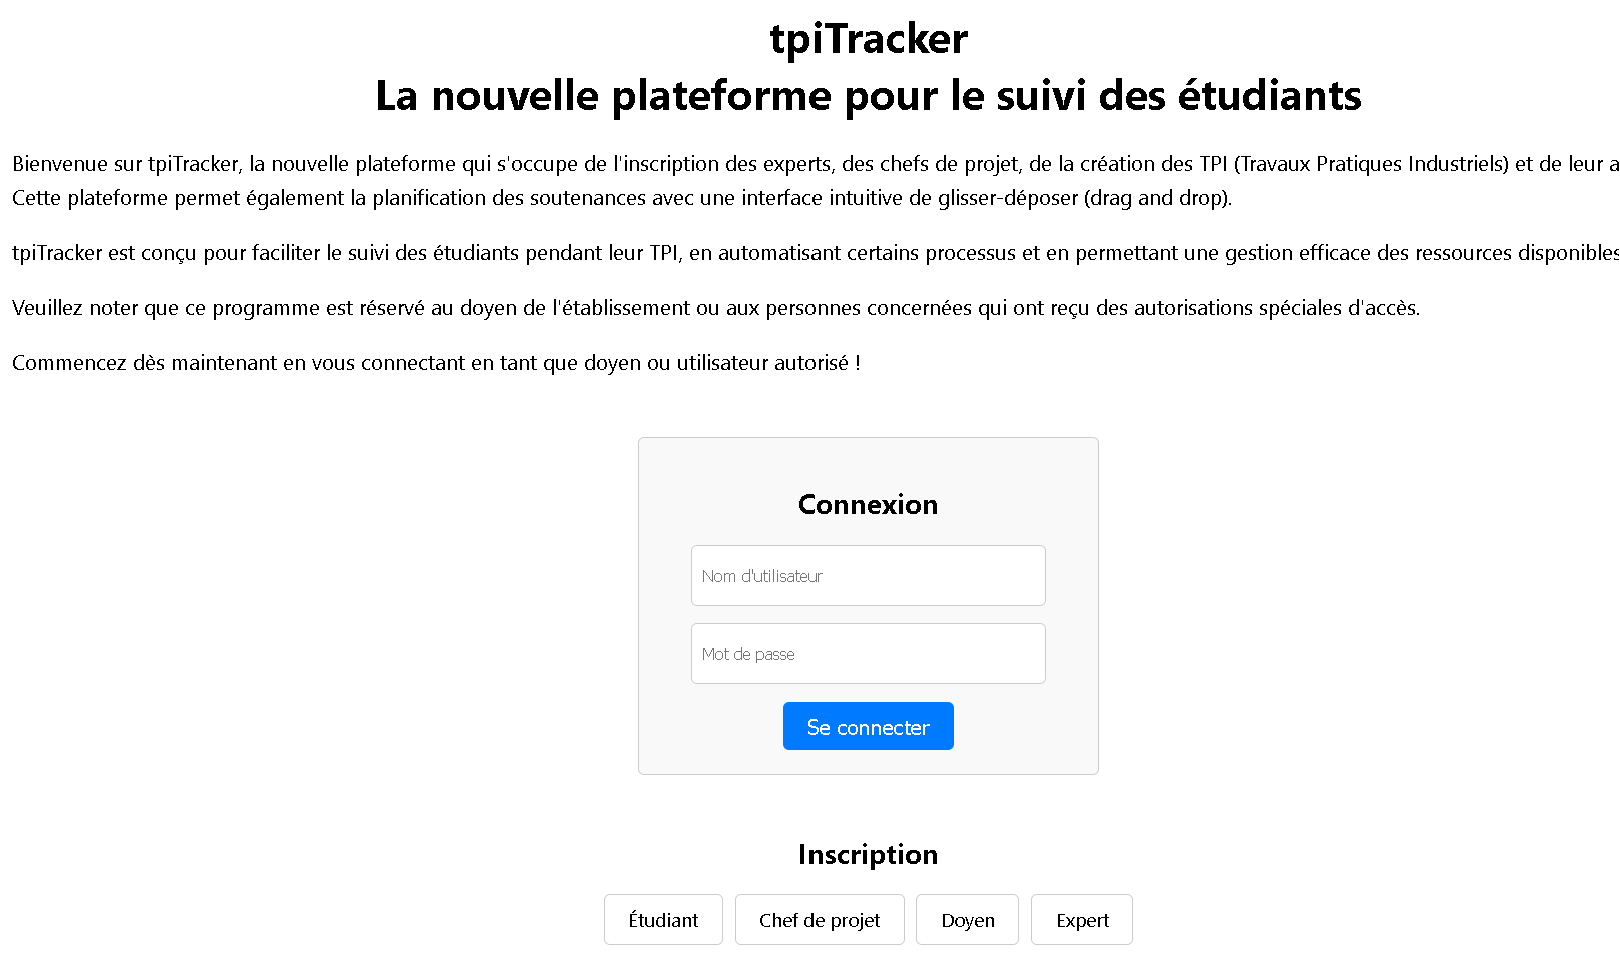 tpiTracker
La nouvelle plateforme pour le suivi des étudiants
Bienvenue sur tpiTracker, la nouvelle plateforme qui s'occupe de l'inscription des experts, des chefs de projet, de la création des TPI (Travaux Pratiques Industriels) et de leur a
Cette plateforme permet également la planification des soutenances avec une interface intuitive de glisser-déposer (drag and drop).
tpiTracker est conçu pour faciliter le suivi des étudiants pendant leur TPI, en automatisant certains processus et en permettant une gestion efficace des ressources disponibles
Veuillez noter que ce programme est réservé au doyen de l'établissement ou aux personnes concernées qui ont reçu des autorisations spéciales d'accès.
Commencez dès maintenant en vous connectant en tant que doyen ou utilisateur autorisé !
Connexion
Nom d'utilisateur
Mot de passe
Se connecter
Inscription
Étudiant Chef de projet Doyen Expert